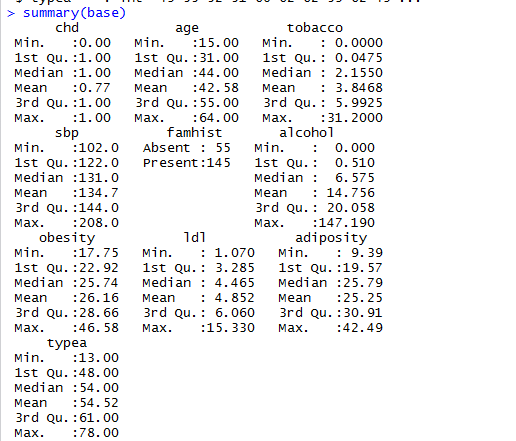 > summary(base)
      chd             age           tobacco
 Min.   :0.00   Min.   :15.00   Min.   : 0.0000
 1st Qu.:1.00   1st Qu.:31.00   1st Qu.: 0.0475
 Median :1.00   Median :44.00   Median : 2.1550
 Mean   :0.77   Mean   :42.58   Mean   : 3.8468
 3rd Qu.:1.00   3rd Qu.:55.00   3rd Qu.: 5.9925
 Max.   :1.00   Max.   :64.00   Max.   :31.2000
      sbp           famhist       alcohol
 Min.   :102.0   Absent : 55   Min.   :  0.000
 1st Qu.:122.0   Present:145   1st Qu.:  0.510
 Median :131.0                 Median :  6.575
 Mean   :134.7                 Mean   : 14.756
 3rd Qu.:144.0                 3rd Qu.: 20.058
 Max.   :208.0                 Max.   :147.190
    obesity           ldl           adiposity
 Min.   :17.75   Min.   : 1.070   Min.   : 9.39
 1st Qu.:22.92   1st Qu.: 3.285   1st Qu.:19.57
 Median :25.74   Median : 4.465   Median :25.79
 Mean   :26.16   Mean   : 4.852   Mean   :25.25
 3rd Qu.:28.66   3rd Qu.: 6.060   3rd Qu.:30.91
 Max.   :46.58   Max.   :15.330   Max.   :42.49
     typea
 Min.   :13.00
 1st Qu.:48.00
 Median :54.00
 Mean   :54.52
 3rd Qu.:61.00
 Max.   :78.00